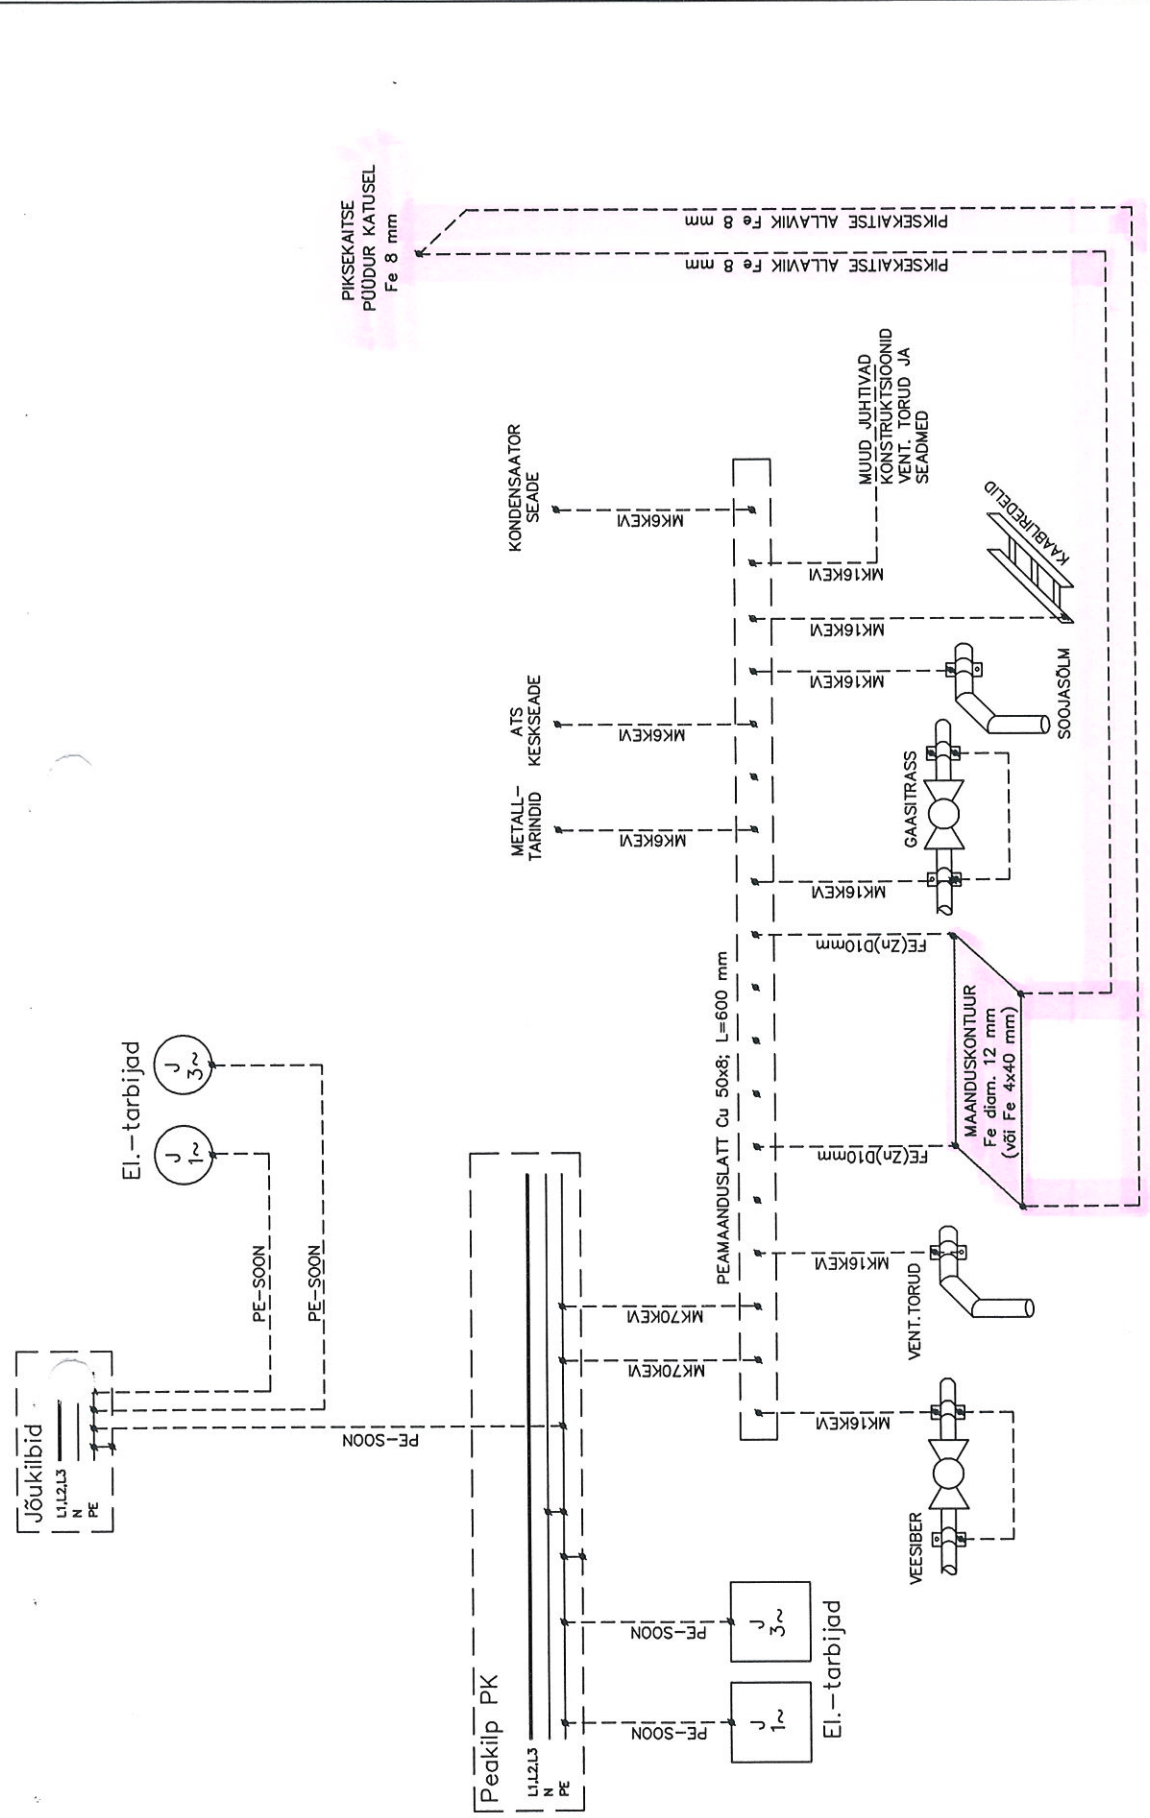 Jõukilbid
L1,L2,L3
N
PE
El.-tarbijad
J
1~
J
3~
PE-SOON
PE-SOON
PE-SOON
PIKSEKAITSE
PÜÜDUR KATUSEL
Fe 8 mm
PIKSEKAITSE ALLAVIIK Fe 8 mm
PIKSEKAITSE ALLAVIIK Fe 8 mm
Peakilp PK
L1,L2,L3
N
PE
PE-SOON
PE-SOON
J
1~
J
3~
El.-tarbijad
MK70KEVI
MK70KEVI
METALL-
TARINDID
ATS
KESKSEADE
KONDENSAATOR
SEADE
MK6KEVI
MK6KEVI
MK6KEVI
PEAMAANDUSLATT Cu 50x8; L=600 mm
MK16KEVI
MK16KEVI
FE(Zn)D10mm
FE(Zn)D10mm
MK16KEVI
MK16KEVI
MK16KEVI
MK16KEVI
MUUD JUHTIVAD
KONSTRUKTSIOONID
VENT. TORUD JA
SEADMED
VEESIBER
VENT.TORUD
MAANDUSKONTUUR
Fe diam. 12 mm
(või Fe 4x40 mm)
GAASITRASS
SOOJASÕLM
KAABLIREDELID